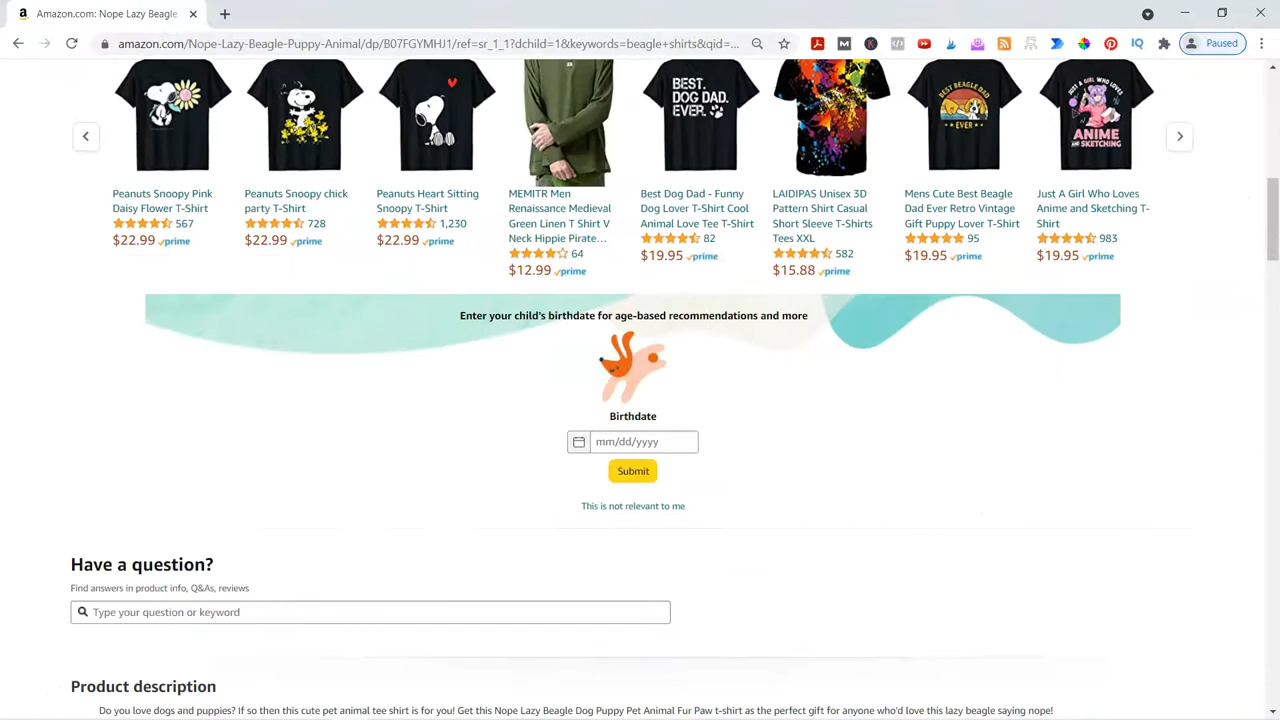 Amazon.com: Nope Lazy Beagle
amazon.com/Nope-Lazy-Beagle-Puppy-Animal/dp/B07FGYMHJ1/ref=sr_1_1?dchild=1&keywords=beagle+shirts&qid=...
Paused
BEST.
DOG DAD.
EVER.
BEST BEAGLE DAD
EVER
JUST A GIRL WHO LOVES
ANIME
AND SKETCHING
Peanuts Snoopy Pink
Daisy Flower T-Shirt
567
$22.99 prime
Peanuts Snoopy chick
party T-Shirt
728
$22.99 prime
Peanuts Heart Sitting
Snoopy T-Shirt
1,230
$22.99 prime
MEMITR Men
Renaissance Medieval
Green Linen T Shirt V
Neck Hippie Pirate...
64
$12.99 prime
Best Dog Dad - Funny
Dog Lover T-Shirt Cool
Animal Love Tee T-Shirt
82
$19.95 prime
LAIDIPAS Unisex 3D
Pattern Shirt Casual
Short Sleeve T-Shirts
Tees XXL
582
$15.88 prime
Mens Cute Best Beagle
Dad Ever Retro Vintage
Gift Puppy Lover T-Shirt
95
$19.95 prime
Just A Girl Who Loves
Anime and Sketching T-
Shirt
983
$19.95 prime
Enter your child's birthdate for age-based recommendations and more
Birthdate
mm/dd/yyyy
Submit
This is not relevant to me
Have a question?
Find answers in product info, Q&As, reviews
Type your question or keyword
Product description
Do you love dogs and puppies? If so then this cute pet animal tee shirt is for you! Get this Nope Lazy Beagle Dog Puppy Pet Animal Fur Paw t-shirt as the perfect gift for anyone who'd love this lazy beagle saying nope!